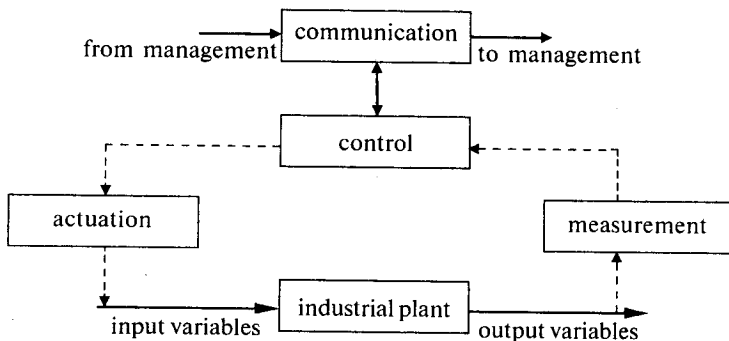 communication
from management
to management
control
actuation
measurement
industrial plant
input variables
output variables